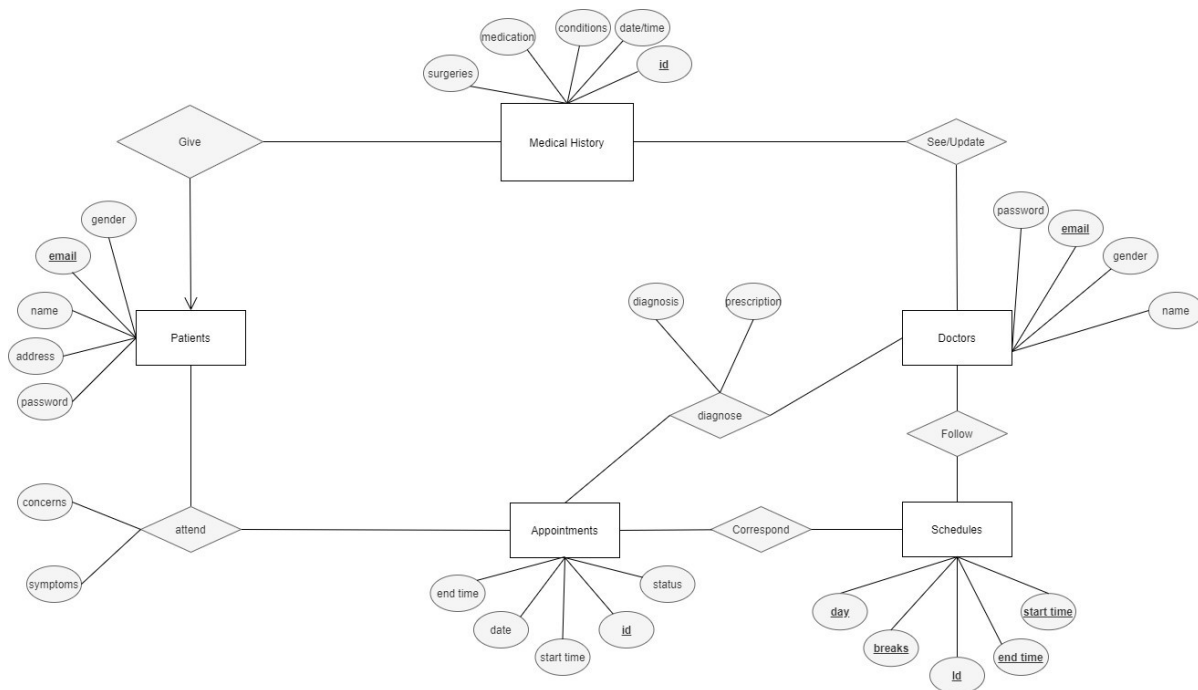 conditions
date/time
medication
id
surgeries
Give
Medical History
See/Update
password
gender
email
email
gender
name
diagnosis
prescription
name
Patients
Doctors
address
password
diagnose
Follow
concerns
attend
Appointments
Correspond
Schedules
symptoms
end time
status
day
start time
date
id
breaks
end time
start time
Id